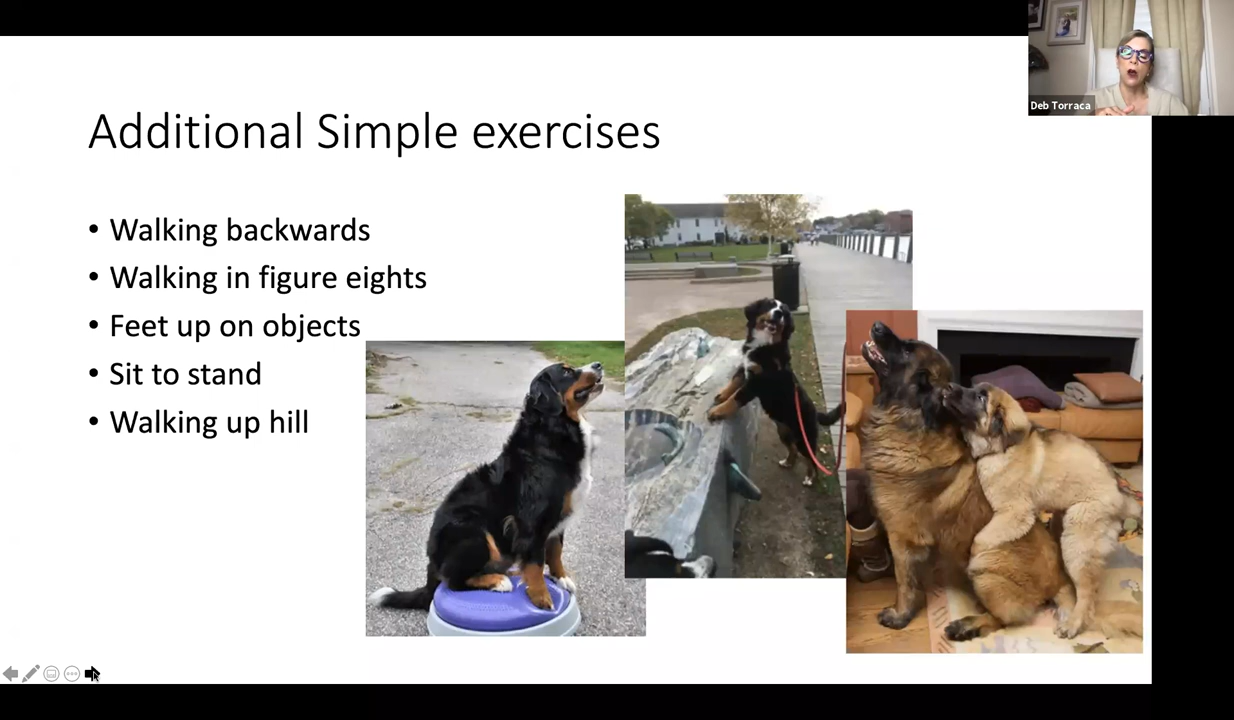 Deb Torraca
Additional Simple exercises
• Walking backwards
• Walking in figure eights
• Feet up on objects
• Sit to stand
• Walking up hill